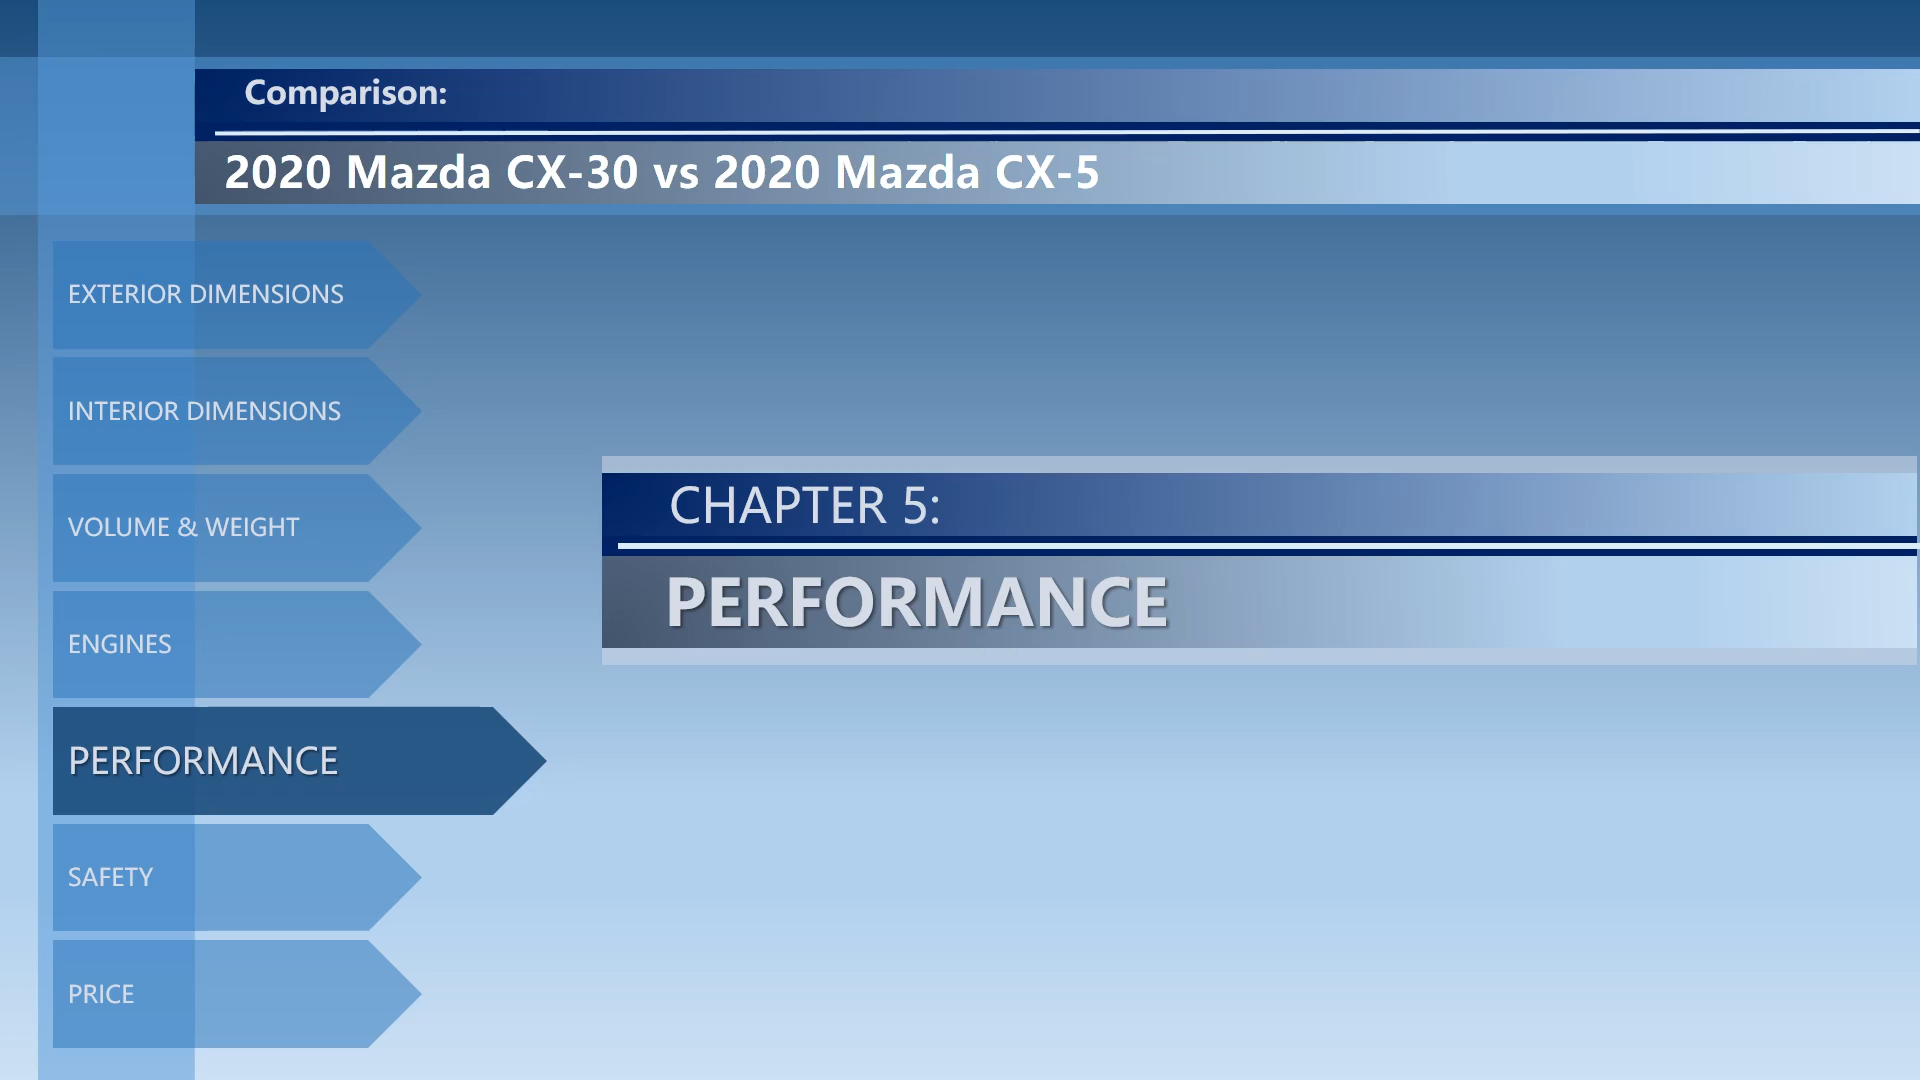 Comparison:
2020 Mazda CX-30 vs 2020 Mazda CX-5
EXTERIOR DIMENSIONS
INTERIOR DIMENSIONS
VOLUME & WEIGHT
ENGINES
PERFORMANCE
SAFETY
PRICE
CHAPTER 5:
PERFORMANCE